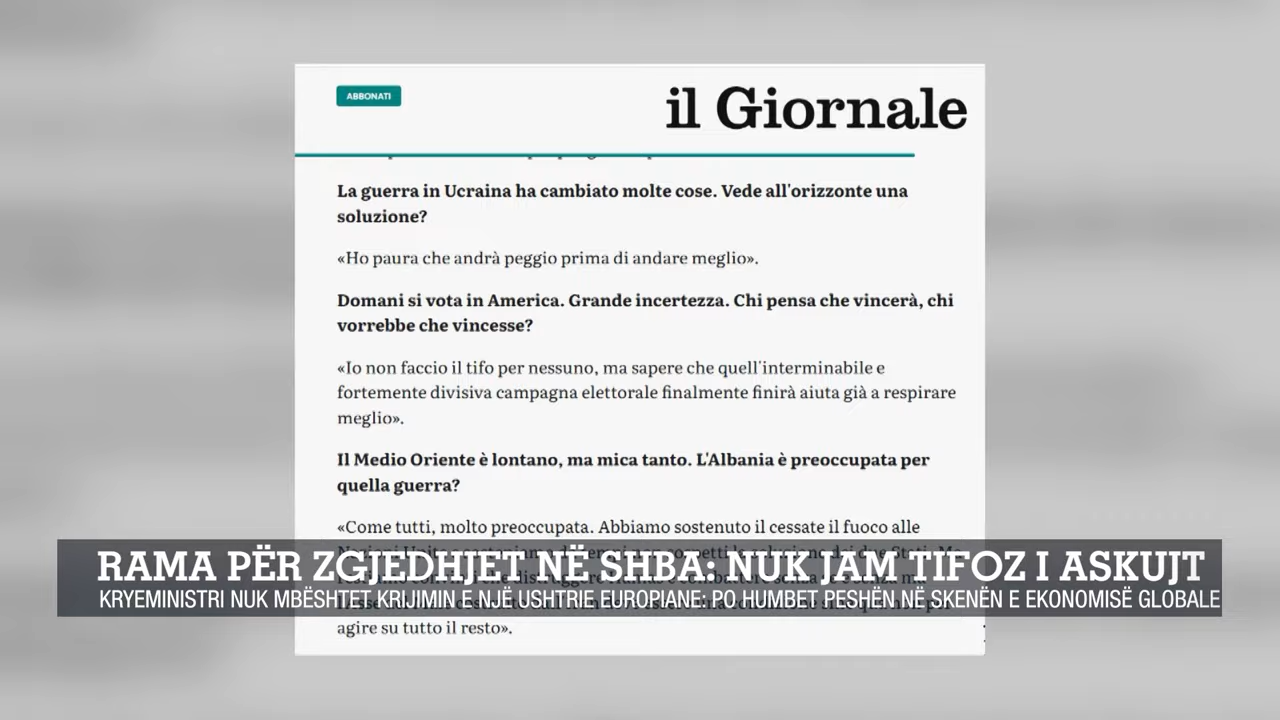 ABBONATI
il Giornale
La guerra in Ucraina ha cambiato molte cose. Vede all'orizzonte una
soluzione?
«Ho paura che andrà peggio prima di andare meglio».
Domani si vota in America. Grande incertezza. Chi pensa che vincerà, chi
vorrebbe che vincesse?
«Io non faccio il tifo per nessuno, ma sapere che quell'interminabile e
fortemente divisiva campagna elettorale finalmente finirà aiuta già a respirare
meglio».
Il Medio Oriente è lontano, ma mica tanto. L'Albania è preoccupata per
quella guerra?
«Come tutti, molto preoccupata. Abbiamo sostenuto il cessate il fuoco alle
RAMA PËR ZGJEDHJET NË SHBA: NUK JAM TIFOZ I ASKUJT
KRYEMINISTRI NUK MBËSHTET KRIJIMIN E NJË USHTRIE EUROPIANE: PO HUMBET PESHËN NË SKENËN E EKONOMISË GLOBALE
agire su tutto il resto».